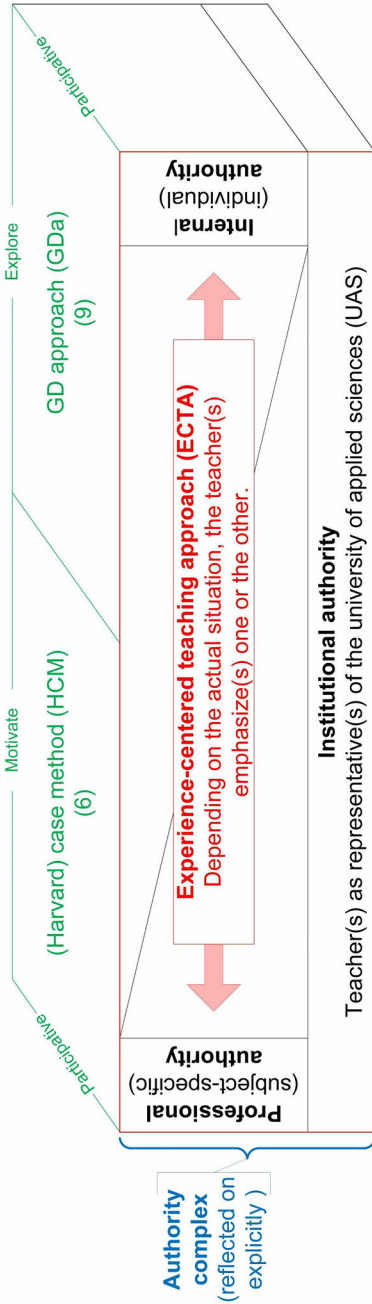 Motivate
Explore
Participative
(Harvard) case method (HCM)
(6)
GD approach (GDa)
(9)
Participative
Authority
complex
(reflected on
explicitly )
Professional
(subject-specific)
authority
Experience-centered teaching approach (ECTA)
Depending on the actual situation, the teacher(s)
emphasize(s) one or the other.
Internal
(individual)
authority
Institutional authority
Teacher(s) as representative(s) of the university of applied sciences (UAS)